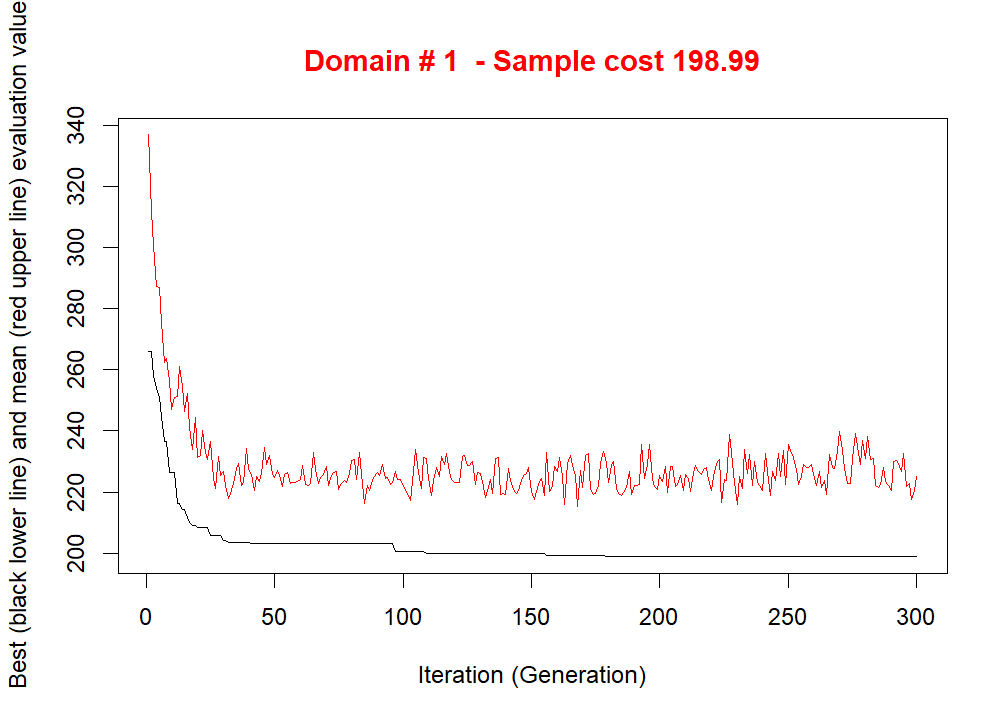 Domain # 1  - Sample cost 198.99
Best (black lower line) and mean (red upper line) evaluation value
340
320
300
280
260
240
220
200
0 50 100 150 200 250 300
Iteration (Generation)